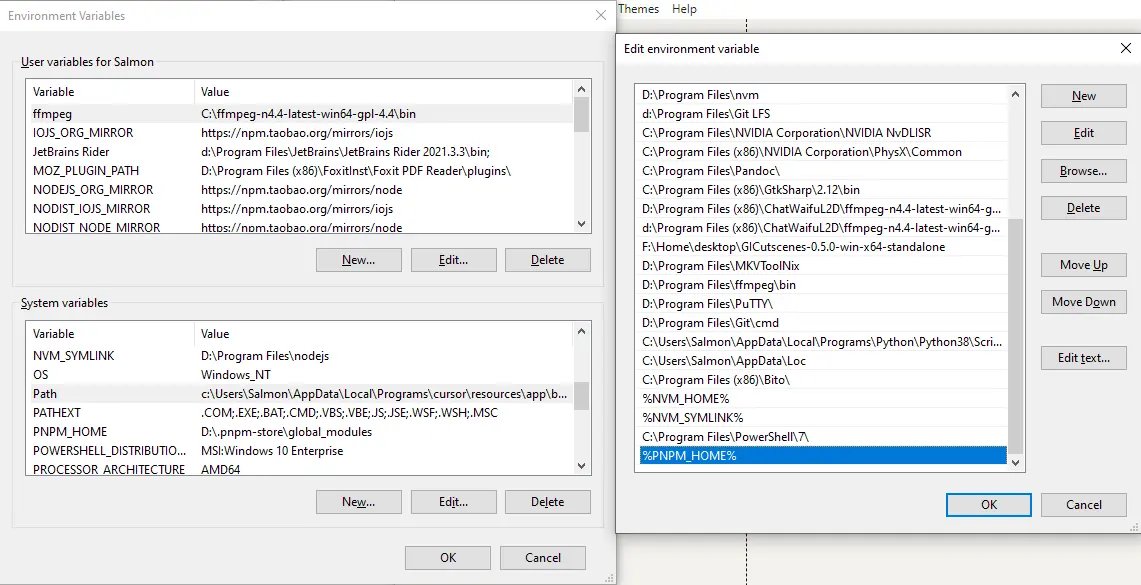 Themes Help
Environment Variables
User variables for Salmon
Variable Value
ffmpeg C:\ffmpeg-n4.4-latest-win64-gpl-4.4\bin
IOJS_ORG_MIRROR https://npm.taobao.org/mirrors/iojs
JetBrains Rider d:\Program Files\JetBrains\JetBrains Rider 2021.3.3\bin;
MOZ_PLUGIN_PATH D:\Program Files (x86)\FoxitInst\Foxit PDF Reader\plugins\
NODEJS_ORG_MIRROR https://npm.taobao.org/mirrors/node
NODIST_IOJS_MIRROR https://npm.taobao.org/mirrors/iojs
NODIST_NODE_MIRROR https://npm.taobao.org/mirrors/node
New... Edit... Delete
System variables
Variable Value
NVM_SYMLINK D:\Program Files\nodejs
OS Windows_NT
Path c:\Users\Salmon\AppData\Local\Programs\cursor\resources\app\b...
PATHEXT .COM;.EXE;.BAT;.CMD;.VBS;.VBE;.JS;.JSE;.WSF;.WSH;.MSC
PNPM_HOME D:\.pnpm-store\global_modules
POWERSHELL_DISTRIBUTIO... MSI:Windows 10 Enterprise
PROCESSOR_ARCHITECTURE AMD64
New... Edit... Delete
OK Cancel
Edit environment variable
D:\Program Files\nvm
d:\Program Files\Git LFS
C:\Program Files\NVIDIA Corporation\NVIDIA NvDLISR
C:\Program Files (x86)\NVIDIA Corporation\PhysX\Common
C:\Program Files\Pandoc\
C:\Program Files (x86)\GtkSharp\2.12\bin
D:\Program Files (x86)\ChatWaifuL2D\ffmpeg-n4.4-latest-win64-g...
d:\Program Files (x86)\ChatWaifuL2D\ffmpeg-n4.4-latest-win64-g...
F:\Home\desktop\GICutscenes-0.5.0-win-x64-standalone
D:\Program Files\MKVToolNix
D:\Program Files\ffmpeg\bin
D:\Program Files\PuTTY\
D:\Program Files\Git\cmd
C:\Users\Salmon\AppData\Local\Programs\Python\Python38\Scri...
C:\Users\Salmon\AppData\Loc
C:\Program Files (x86)\Bito\
%NVM_HOME%
%NVM_SYMLINK%
C:\Program Files\PowerShell\7\
%PNPM_HOME%
New
Edit
Browse...
Delete
Move Up
Move Down
Edit text...
OK Cancel